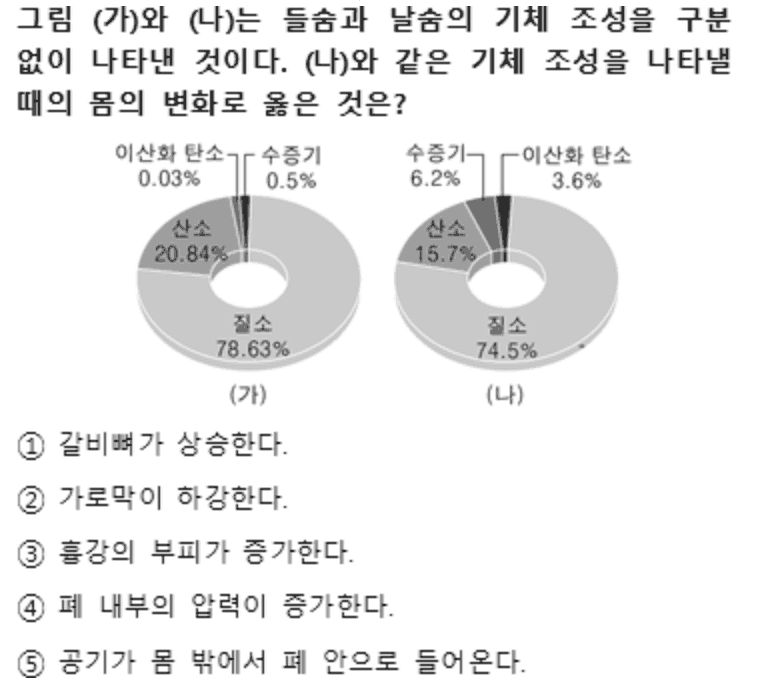 그림 (가)와 (나)는 들숨과 날숨의 기체 조성을 구분
없이 나타낸 것이다. (나)와 같은 기체 조성을 나타낼
때의 몸의 변화로 옳은 것은?
이산화 탄소
0.03%
수증기
0.5%
산소
20.84%
질소
78.63%
(가)
수증기
6.2%
이산화 탄소
3.6%
산소
15.7%
질소
74.5%
(나)
① 갈비뼈가 상승한다.
② 가로막이 하강한다.
③ 흉강의 부피가 증가한다.
④ 폐 내부의 압력이 증가한다.
⑤ 공기가 몸 밖에서 폐 안으로 들어온다.